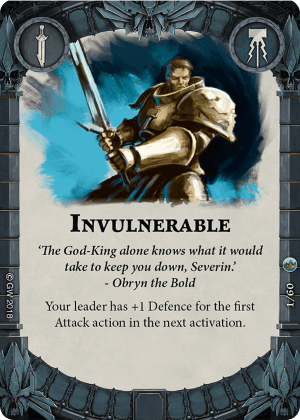 INVULNERABLE
‘The God-King alone knows what it would
take to keep you down, Severin.’
- Obryn the Bold
Your leader has +1 Defence for the first
Attack action in the next activation.
© GW 2018
1/60